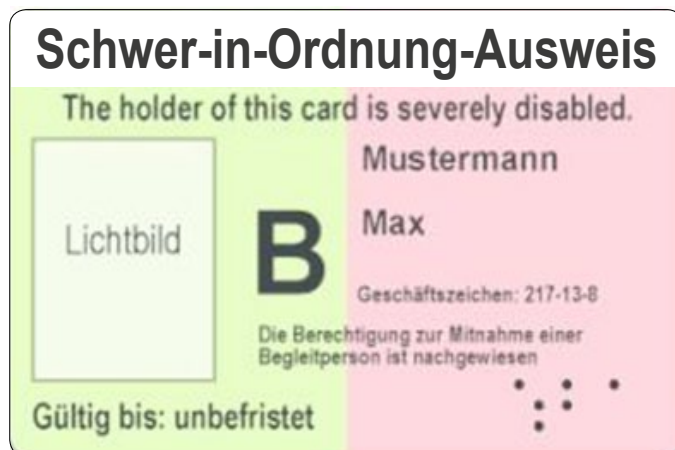 Schwer-in-Ordnung-Ausweis
The holder of this card is severely disabled.
Mustermann
Lichtbild
B
Max
Geschäftszeichen: 217-13-8
Die Berechtigung zur Mitnahme einer
Begleitperson ist nachgewiesen
Gültig bis: unbefristet